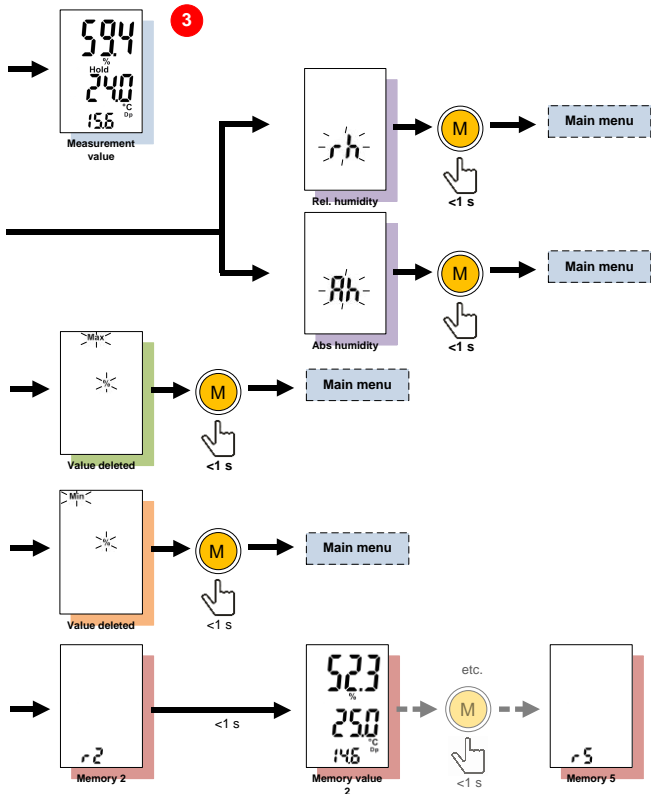 3
59.4
%
Hold
24.0
°C
Dp
15.6
Measurement
value
rh
Rel. humidity
M
<1 s
Main menu
Ah
Abs humidity
M
<1 s
Main menu
Max
%
Value deleted
M
<1 s
Main menu
Min
%
Value deleted
M
<1 s
Main menu
r2
Memory 2
<1 s
52.3
%
25.0
°C
Dp
14.6
Memory value
2
etc.
M
<1 s
r5
Memory 5